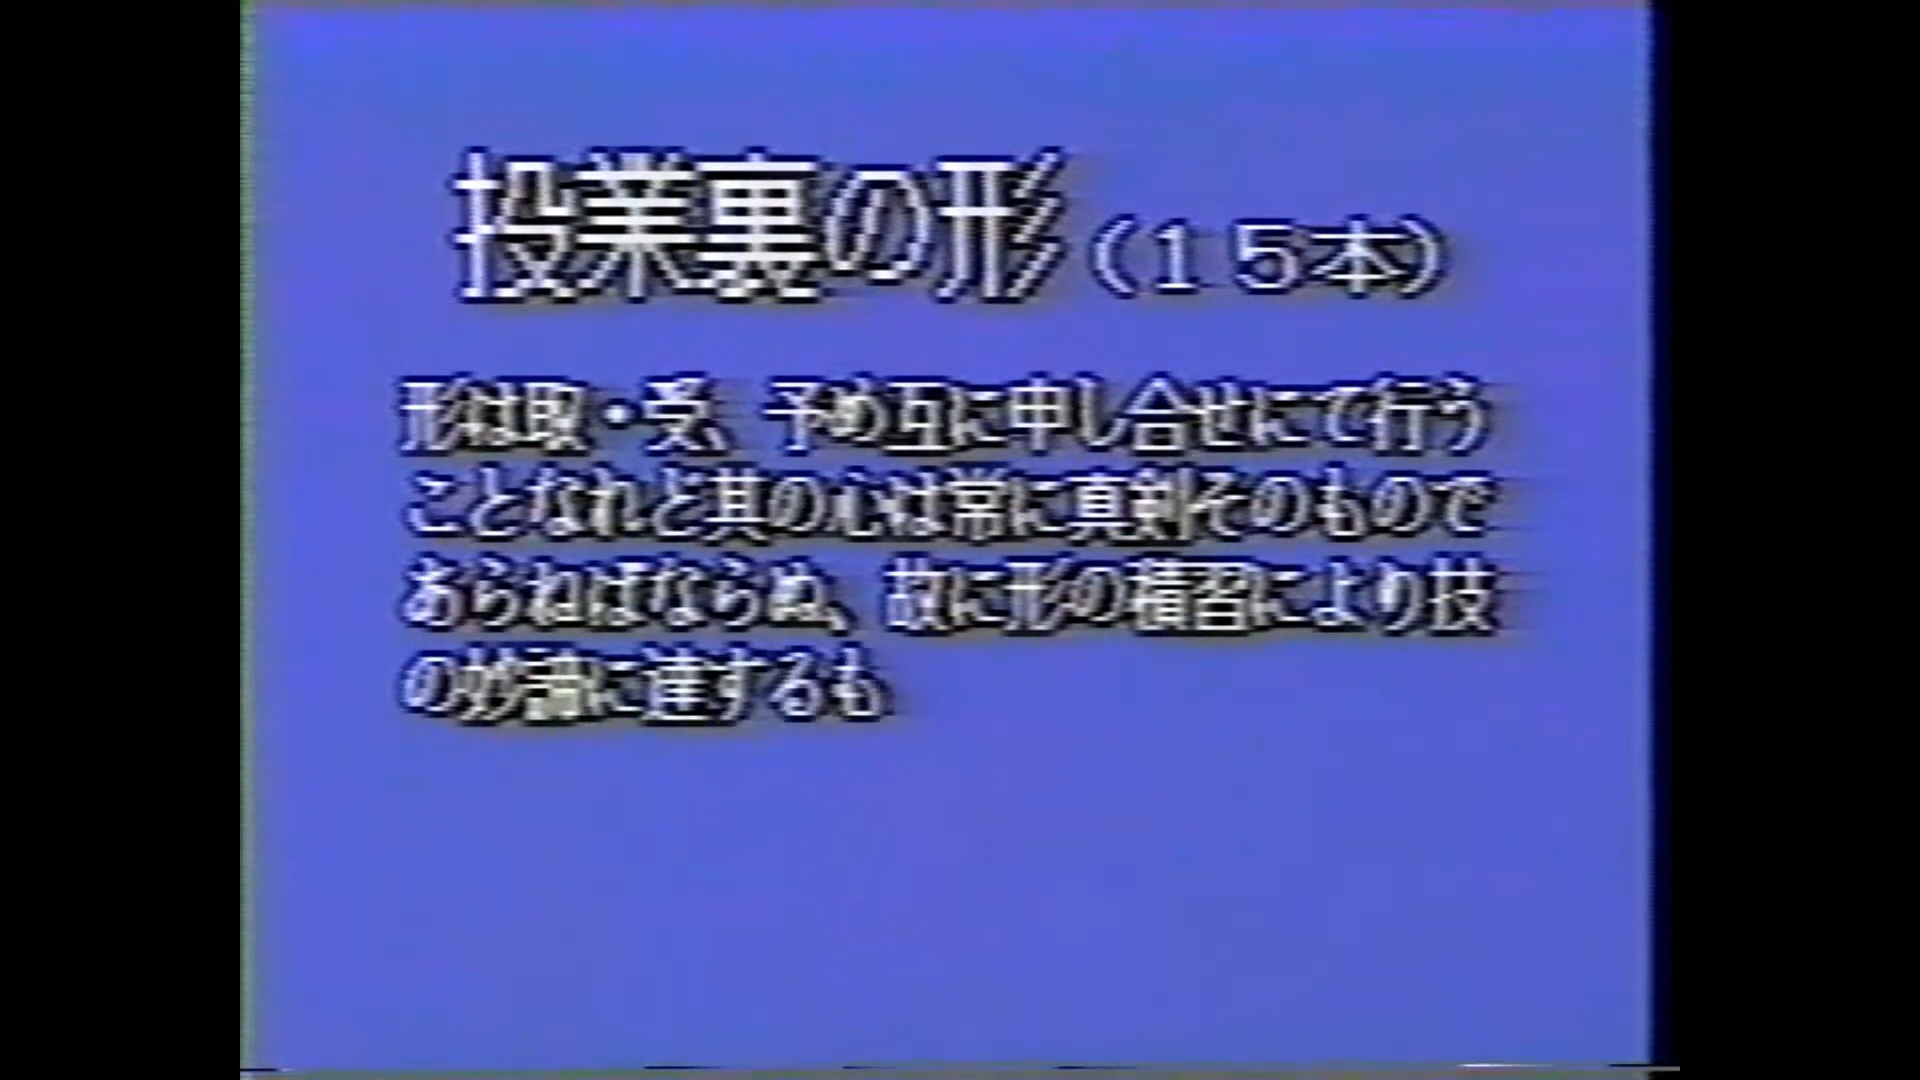 投業裏の形（１５本）
形は取・受、予め互に申し合せにて行う
ことなれど其の心は常に真剣そのもので
あらねばならぬ、故に形の積習により技
の妙諦に達するも